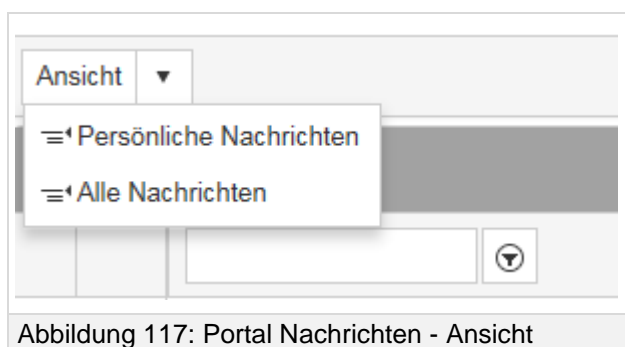 Ansicht
Persönliche Nachrichten
Alle Nachrichten
Abbildung 117: Portal Nachrichten - Ansicht